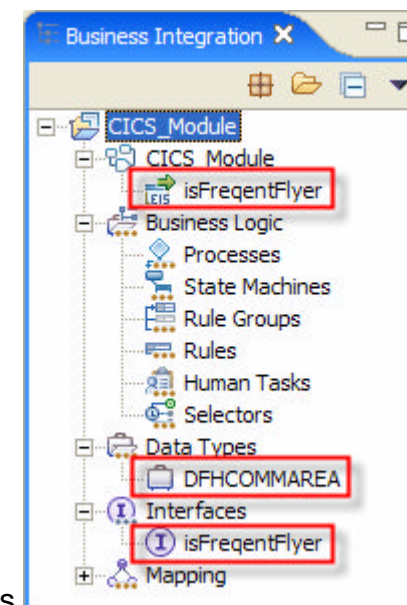 Business Integration
CICS_Module
CICS_Module
EIS isFreqentFlyer
Business Logic
Processes
State Machines
Rule Groups
Rules
Human Tasks
Selectors
Data Types
DFHCOMMAREA
Interfaces
I isFreqentFlyer
Mapping
s